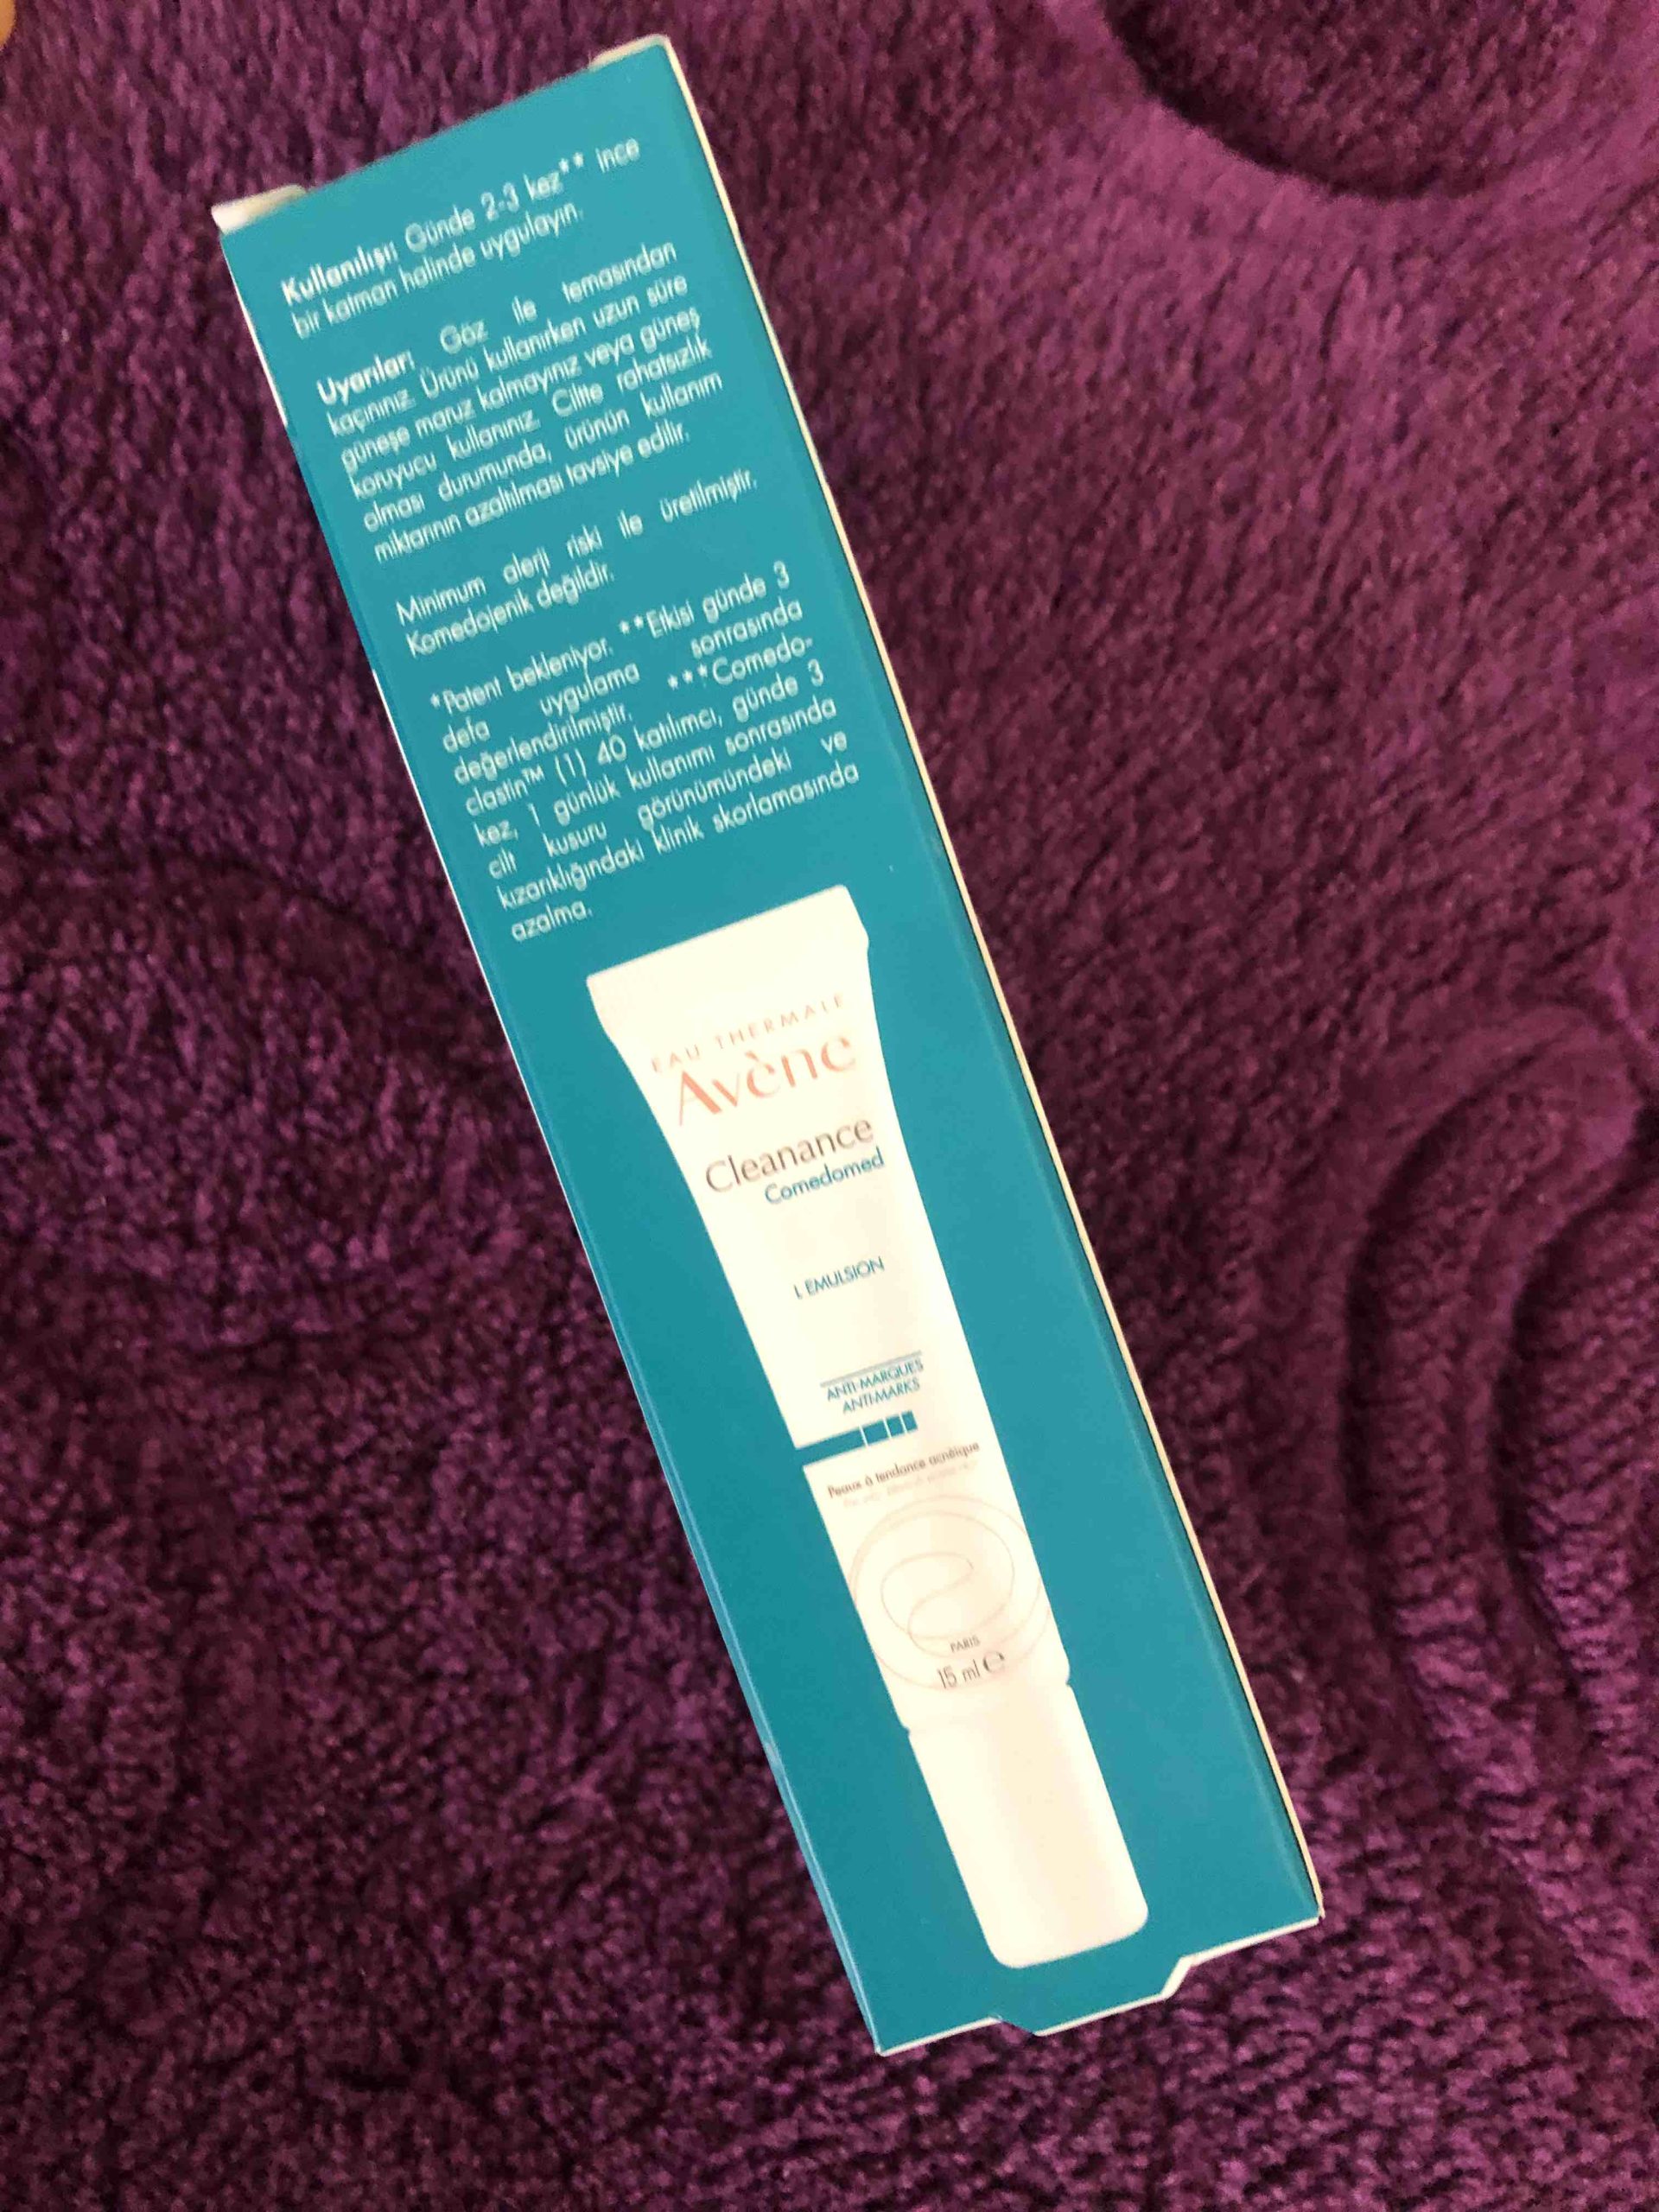 Kullanılışı: Günde 2-3 kez** ince
bir katman halinde uygulayın.
Uyarılar: Göz ile temasından
kaçınınız. Ürünü kullanırken uzun süre
güneşe maruz kalmayınız veya güneş
koruyucu kullanınız. Ciltte rahatsızlık
olması durumunda, ürünün kullanım
miktarının azaltılması tavsiye edilir.
Minimum alerji riski ile üretilmiştir.
Komedojenik değildir.
*Patent bekleniyor. **Etkisi günde 3
defa uygulama sonrasında
değerlendirilmiştir. ***Comedo-
clastin™ (1) 40 katılımcı, günde 3
kez, 1 günlük kullanımı sonrasında
cilt kusuru görünümündeki ve
kızarıklığındaki klinik skorlamasında
azalma.
EAU THERMALE
Avène
Cleanance
Comedomed
L EMULSION
ANTI-MARQUES
ANTI-MARKS
Peaux à tendance acnéique
PARIS
15 ml e